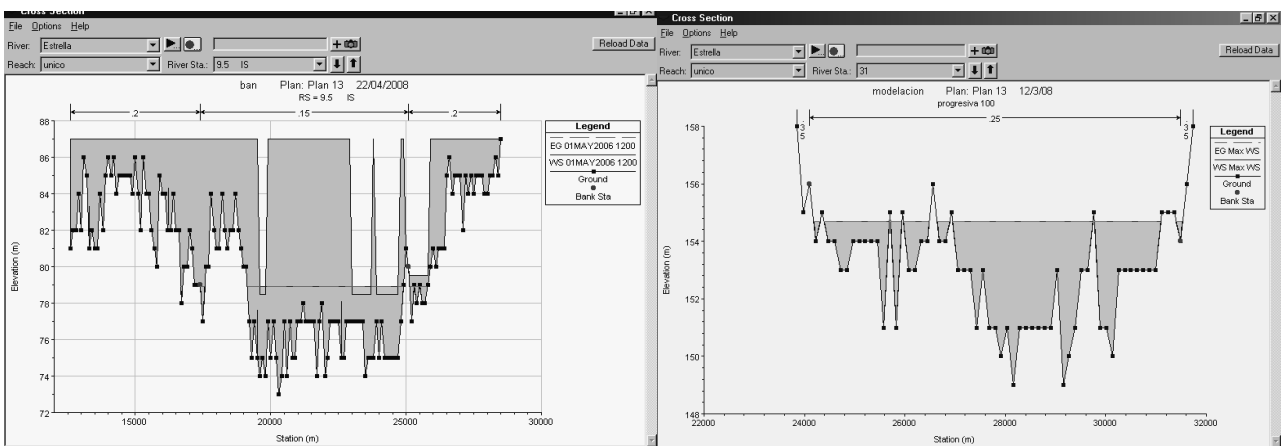 Cross Section
File Options Help
River: Estrella
Reload Data
Reach: unico River Sta.: 9.5 IS
ban Plan: Plan 13 22/04/2008
RS = 9.5 IS
.2 .15 .2
88
86
84
82
80
78
76
74
72
Elevation (m)
15000 20000 25000 30000
Station (m)
Legend
EG 01MAY2006 1200
WS 01MAY2006 1200
Ground
Bank Sta
Cross Section
File Options Help
River: Estrella
Reload Data
Reach: unico River Sta.: 31
modelacion Plan: Plan 13 12/3/08
progresiva 100
.25
158
156
154
152
150
148
Elevation (m)
22000 24000 26000 28000 30000 32000
Station (m)
Legend
EG Max WS
WS Max WS
Ground
Bank Sta